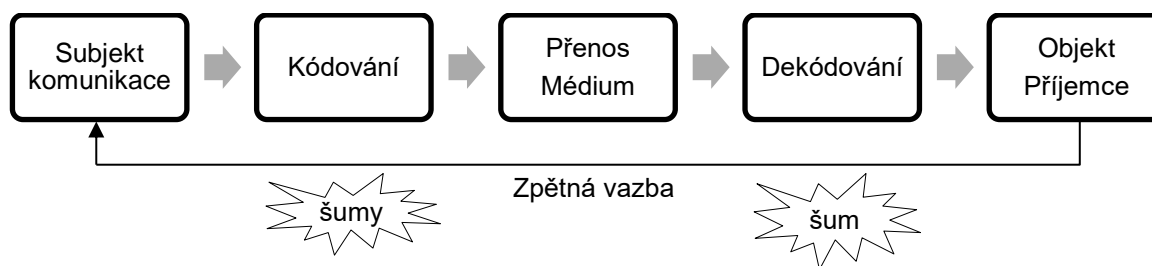 Subjekt
komunikace
Kódování
Přenos
Médium
Dekódování
Objekt
Příjemce
Zpětná vazba
šumy
šum